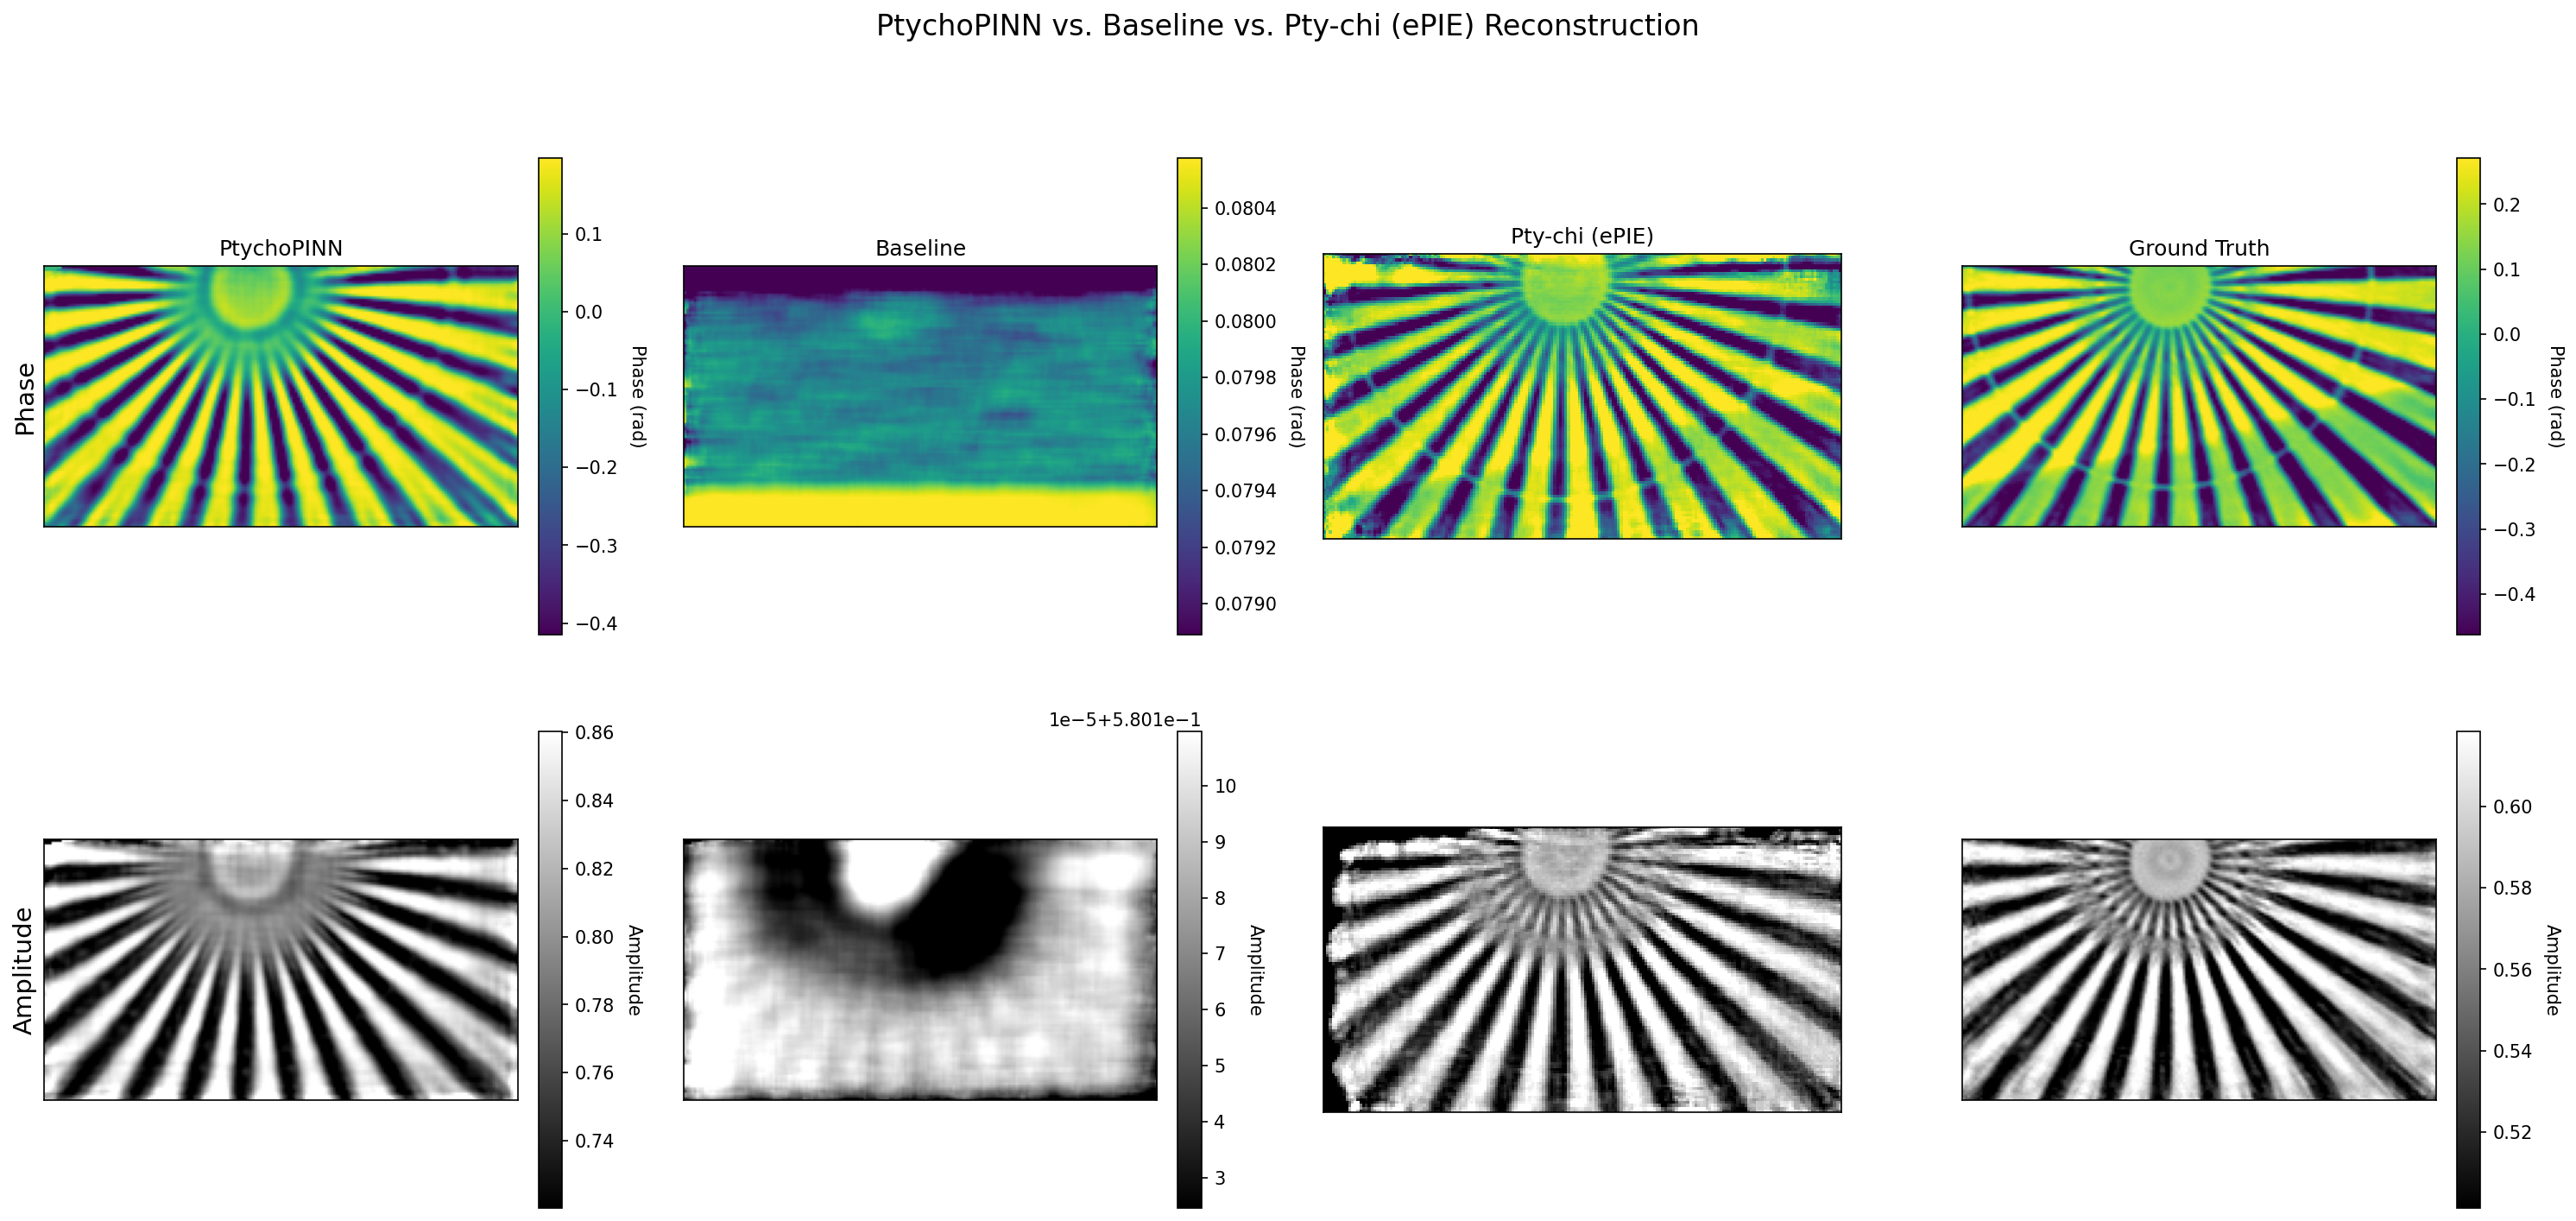 PtychoPINN vs. Baseline vs. Pty-chi (ePIE) Reconstruction
Phase
PtychoPINN
0.1
0.0
−0.1
−0.2
−0.3
−0.4
Phase (rad)
Baseline
0.0804
0.0802
0.0800
0.0798
0.0796
0.0794
0.0792
0.0790
Phase (rad)
Pty-chi (ePIE)
Ground Truth
0.2
0.1
0.0
−0.1
−0.2
−0.3
−0.4
Phase (rad)
Amplitude
0.86
0.84
0.82
0.80
0.78
0.76
0.74
Amplitude
1e−5+5.801e−1
10
9
8
7
6
5
4
3
Amplitude
0.60
0.58
0.56
0.54
0.52
Amplitude